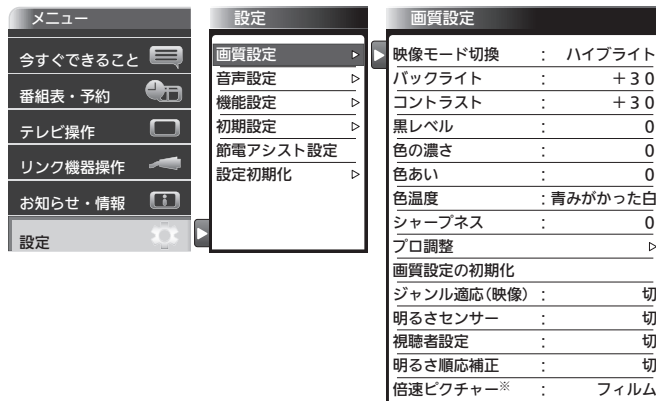 メニュー
今すぐできること
番組表・予約
テレビ操作
リンク機器操作
お知らせ・情報
設定
設定
画質設定
音声設定
機能設定
初期設定
節電アシスト設定
設定初期化
画質設定
映像モード切換 : ハイブライト
バックライト : +30
コントラスト : +30
黒レベル : 0
色の濃さ : 0
色あい : 0
色温度 : 青みがかった白
シャープネス : 0
プロ調整
画質設定の初期化
ジャンル適応(映像) : 切
明るさセンサー : 切
視聴者設定 : 切
明るさ順応補正 : 切
倍速ピクチャー※ : フィルム